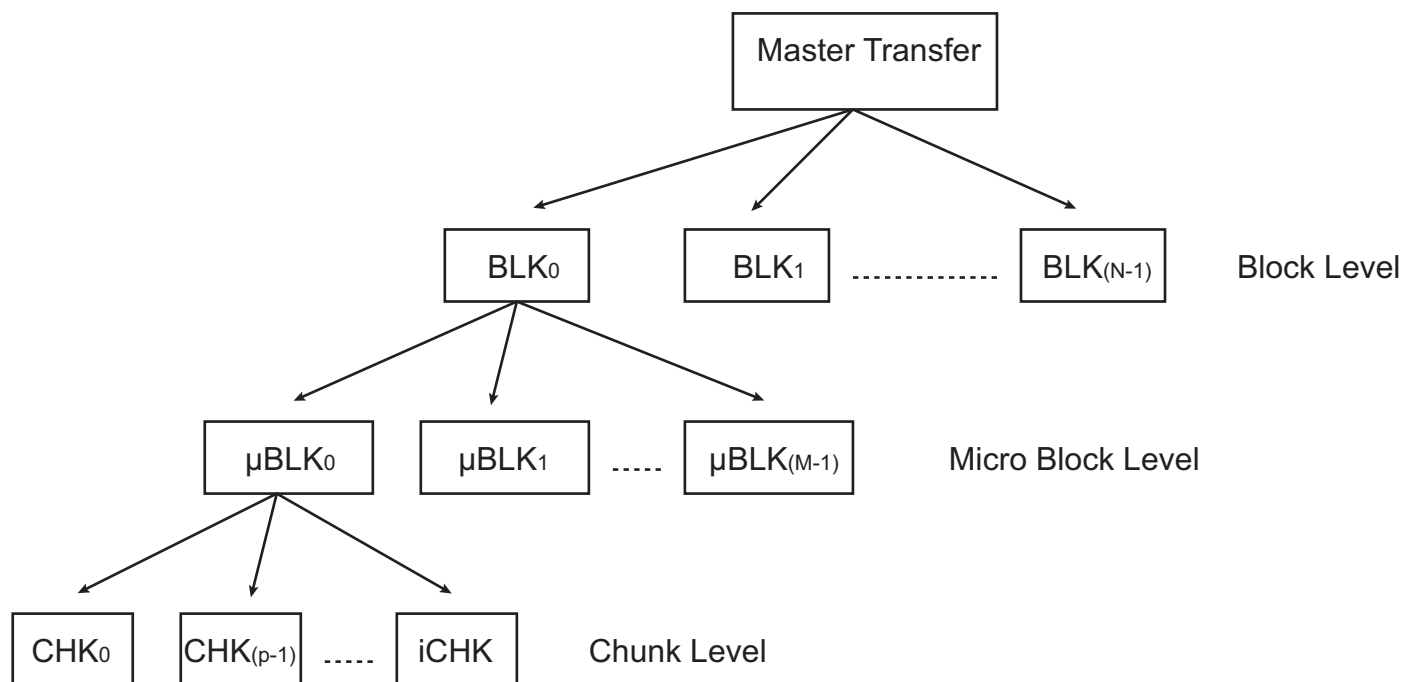 Master Transfer
BLK0 BLK1 BLK(N-1) Block Level
µBLK0 µBLK1 µBLK(M-1) Micro Block Level
CHK0 CHK(p-1) iCHK Chunk Level